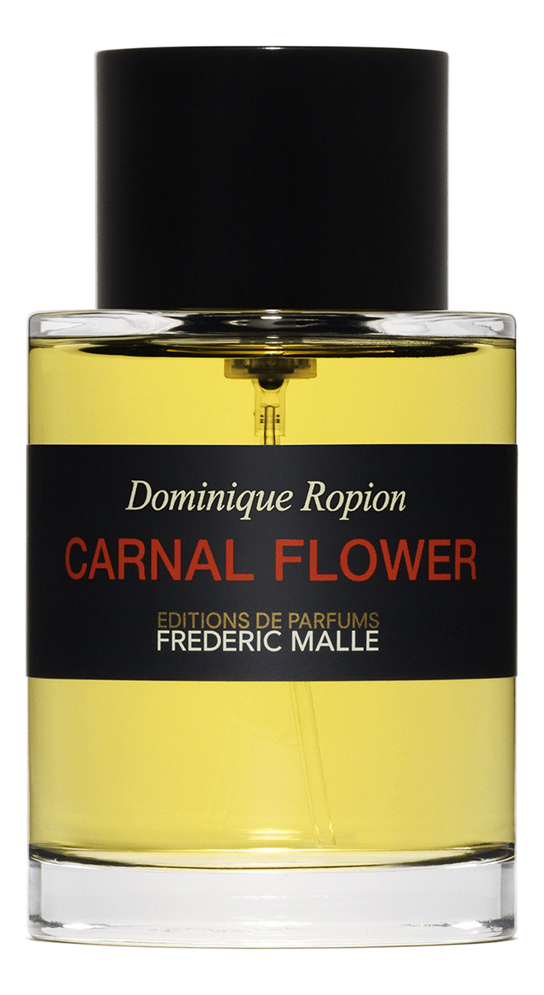 Dominique Ropion
CARNAL FLOWER
EDITIONS DE PARFUMS
FREDERIC MALLE